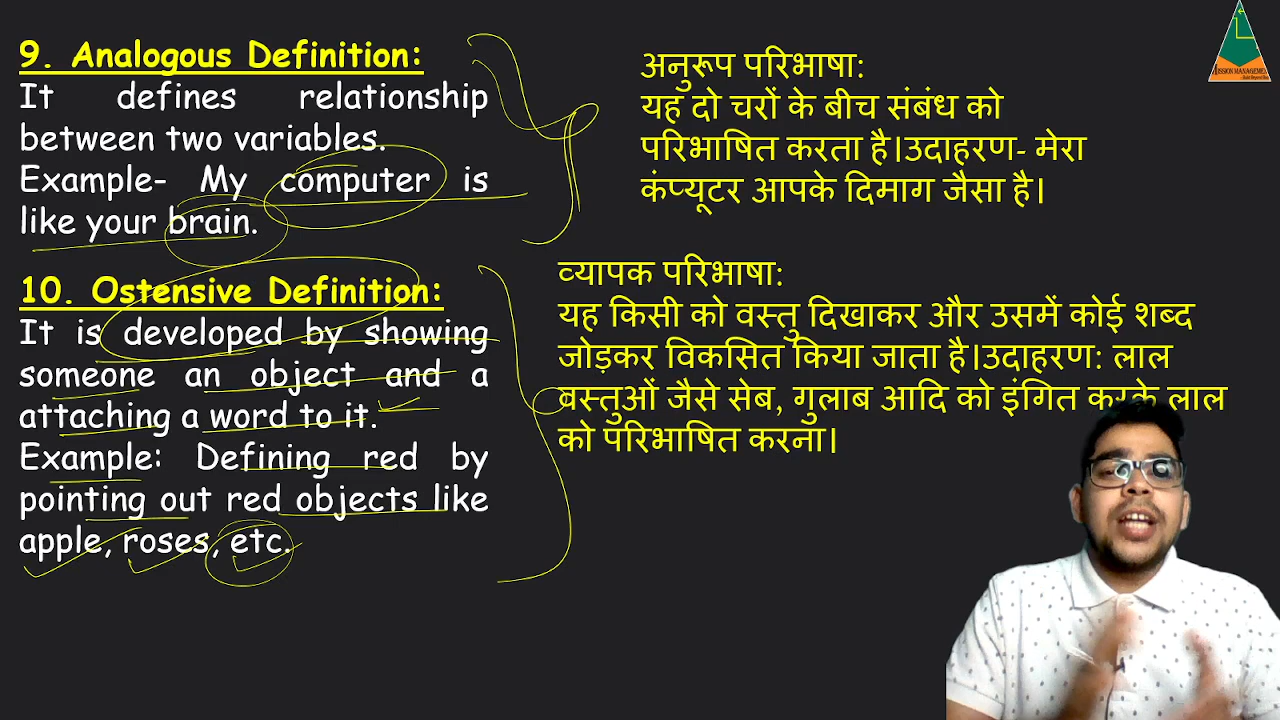 9. Analogous Definition:
It defines relationship
between two variables.
Example- My computer is
like your brain.
10. Ostensive Definition:
It is developed by showing
someone an object and a
attaching a word to it.
Example: Defining red by
pointing out red objects like
apple, roses, etc.
अनुरूप परिभाषा:
यह दो चरों के बीच संबंध को
परिभाषित करता है।उदाहरण- मेरा
कंप्यूटर आपके दिमाग जैसा है।
व्यापक परिभाषा:
यह किसी को वस्तु दिखाकर और उसमें कोई शब्द
जोड़कर विकसित किया जाता है।उदाहरण: लाल
वस्तुओं जैसे सेब, गुलाब आदि को इंगित करके लाल
को परिभाषित करना।